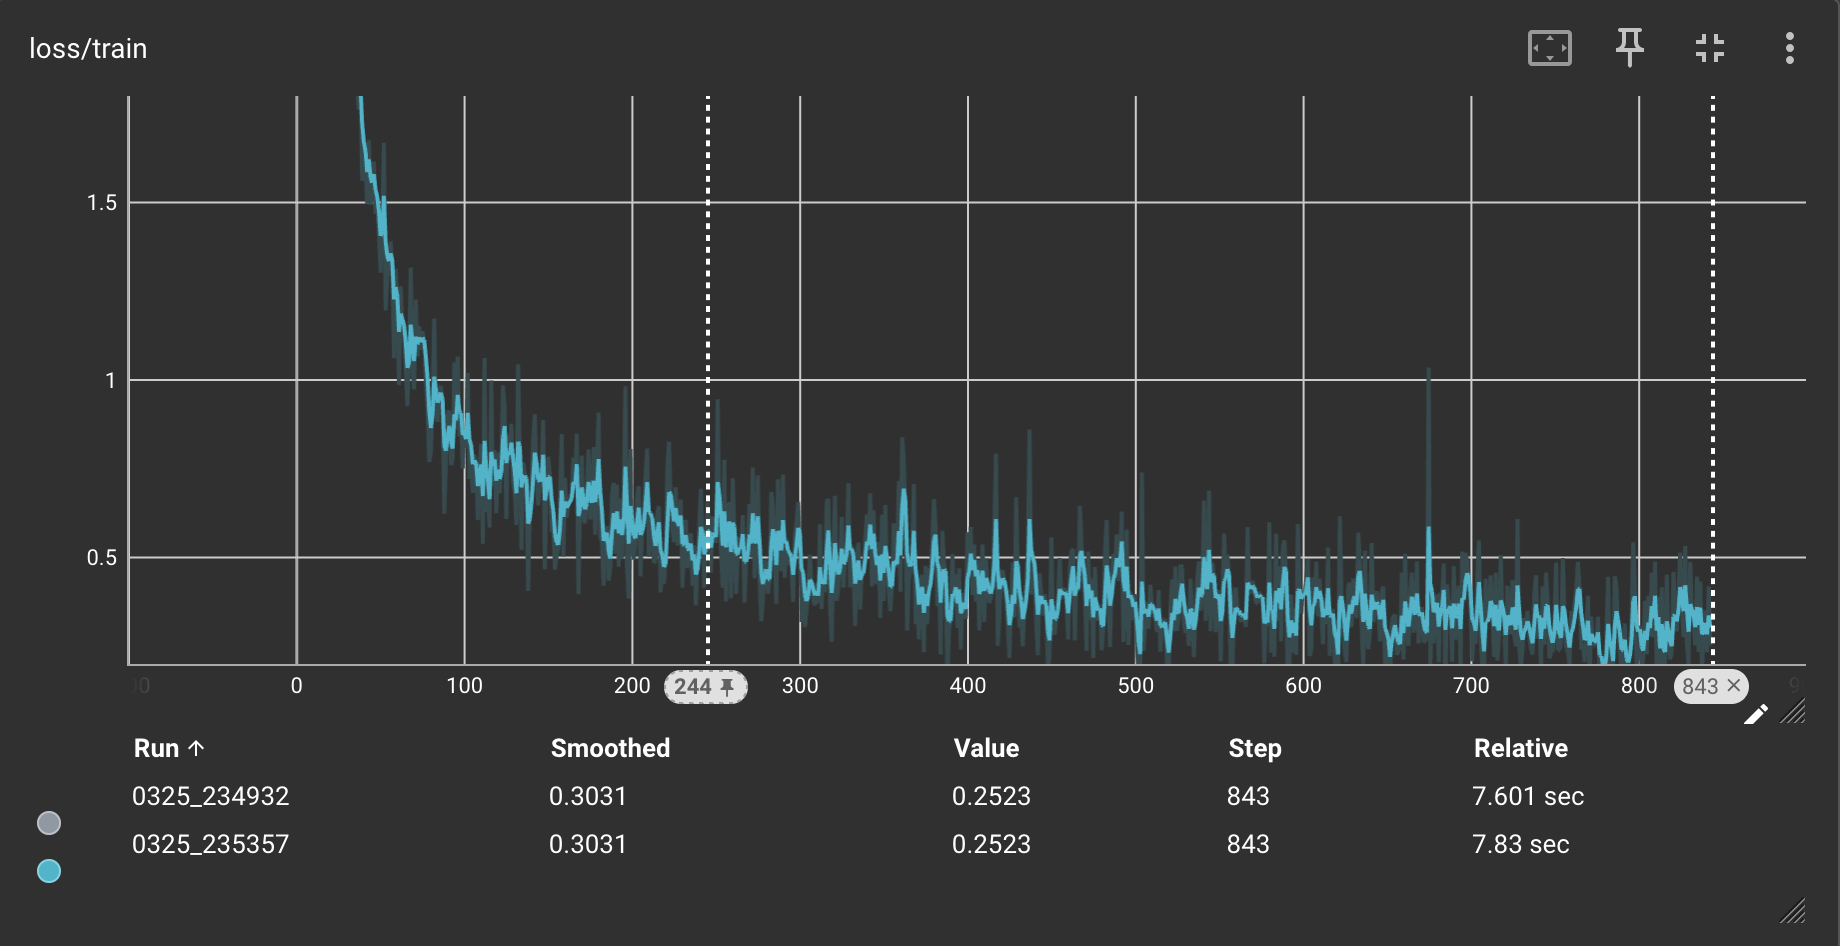 loss/train
1.5
1
0.5
0 100 200 244 300 400 500 600 700 800 843
Run Smoothed Value Step Relative
0325_234932 0.3031 0.2523 843 7.601 sec
0325_235357 0.3031 0.2523 843 7.83 sec